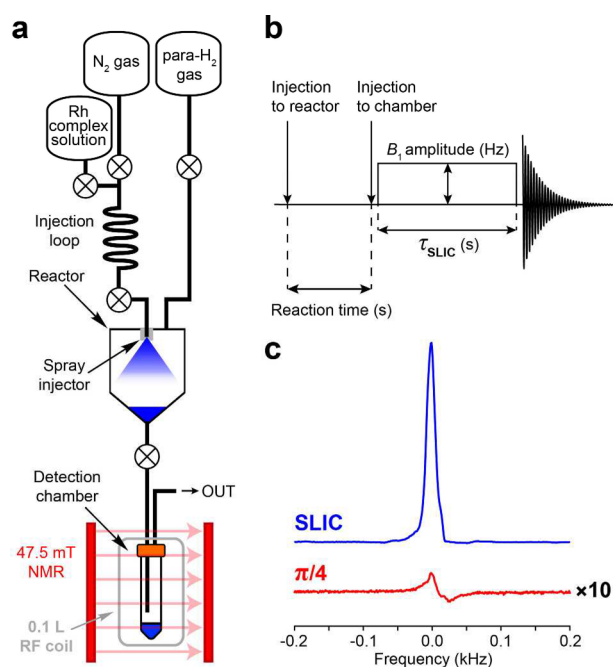 a
N₂ gas
para-H₂
gas
Rh
complex
solution
Injection
loop
Reactor
Spray
injector
Detection
chamber
OUT
47.5 mT
NMR
0.1 L
RF coil
b
Injection
to reactor
Injection
to chamber
B₁ amplitude (Hz)
τSLIC (s)
Reaction time (s)
c
SLIC
π/4
×10
-0.2 -0.1 0.0 0.1 0.2
Frequency (kHz)